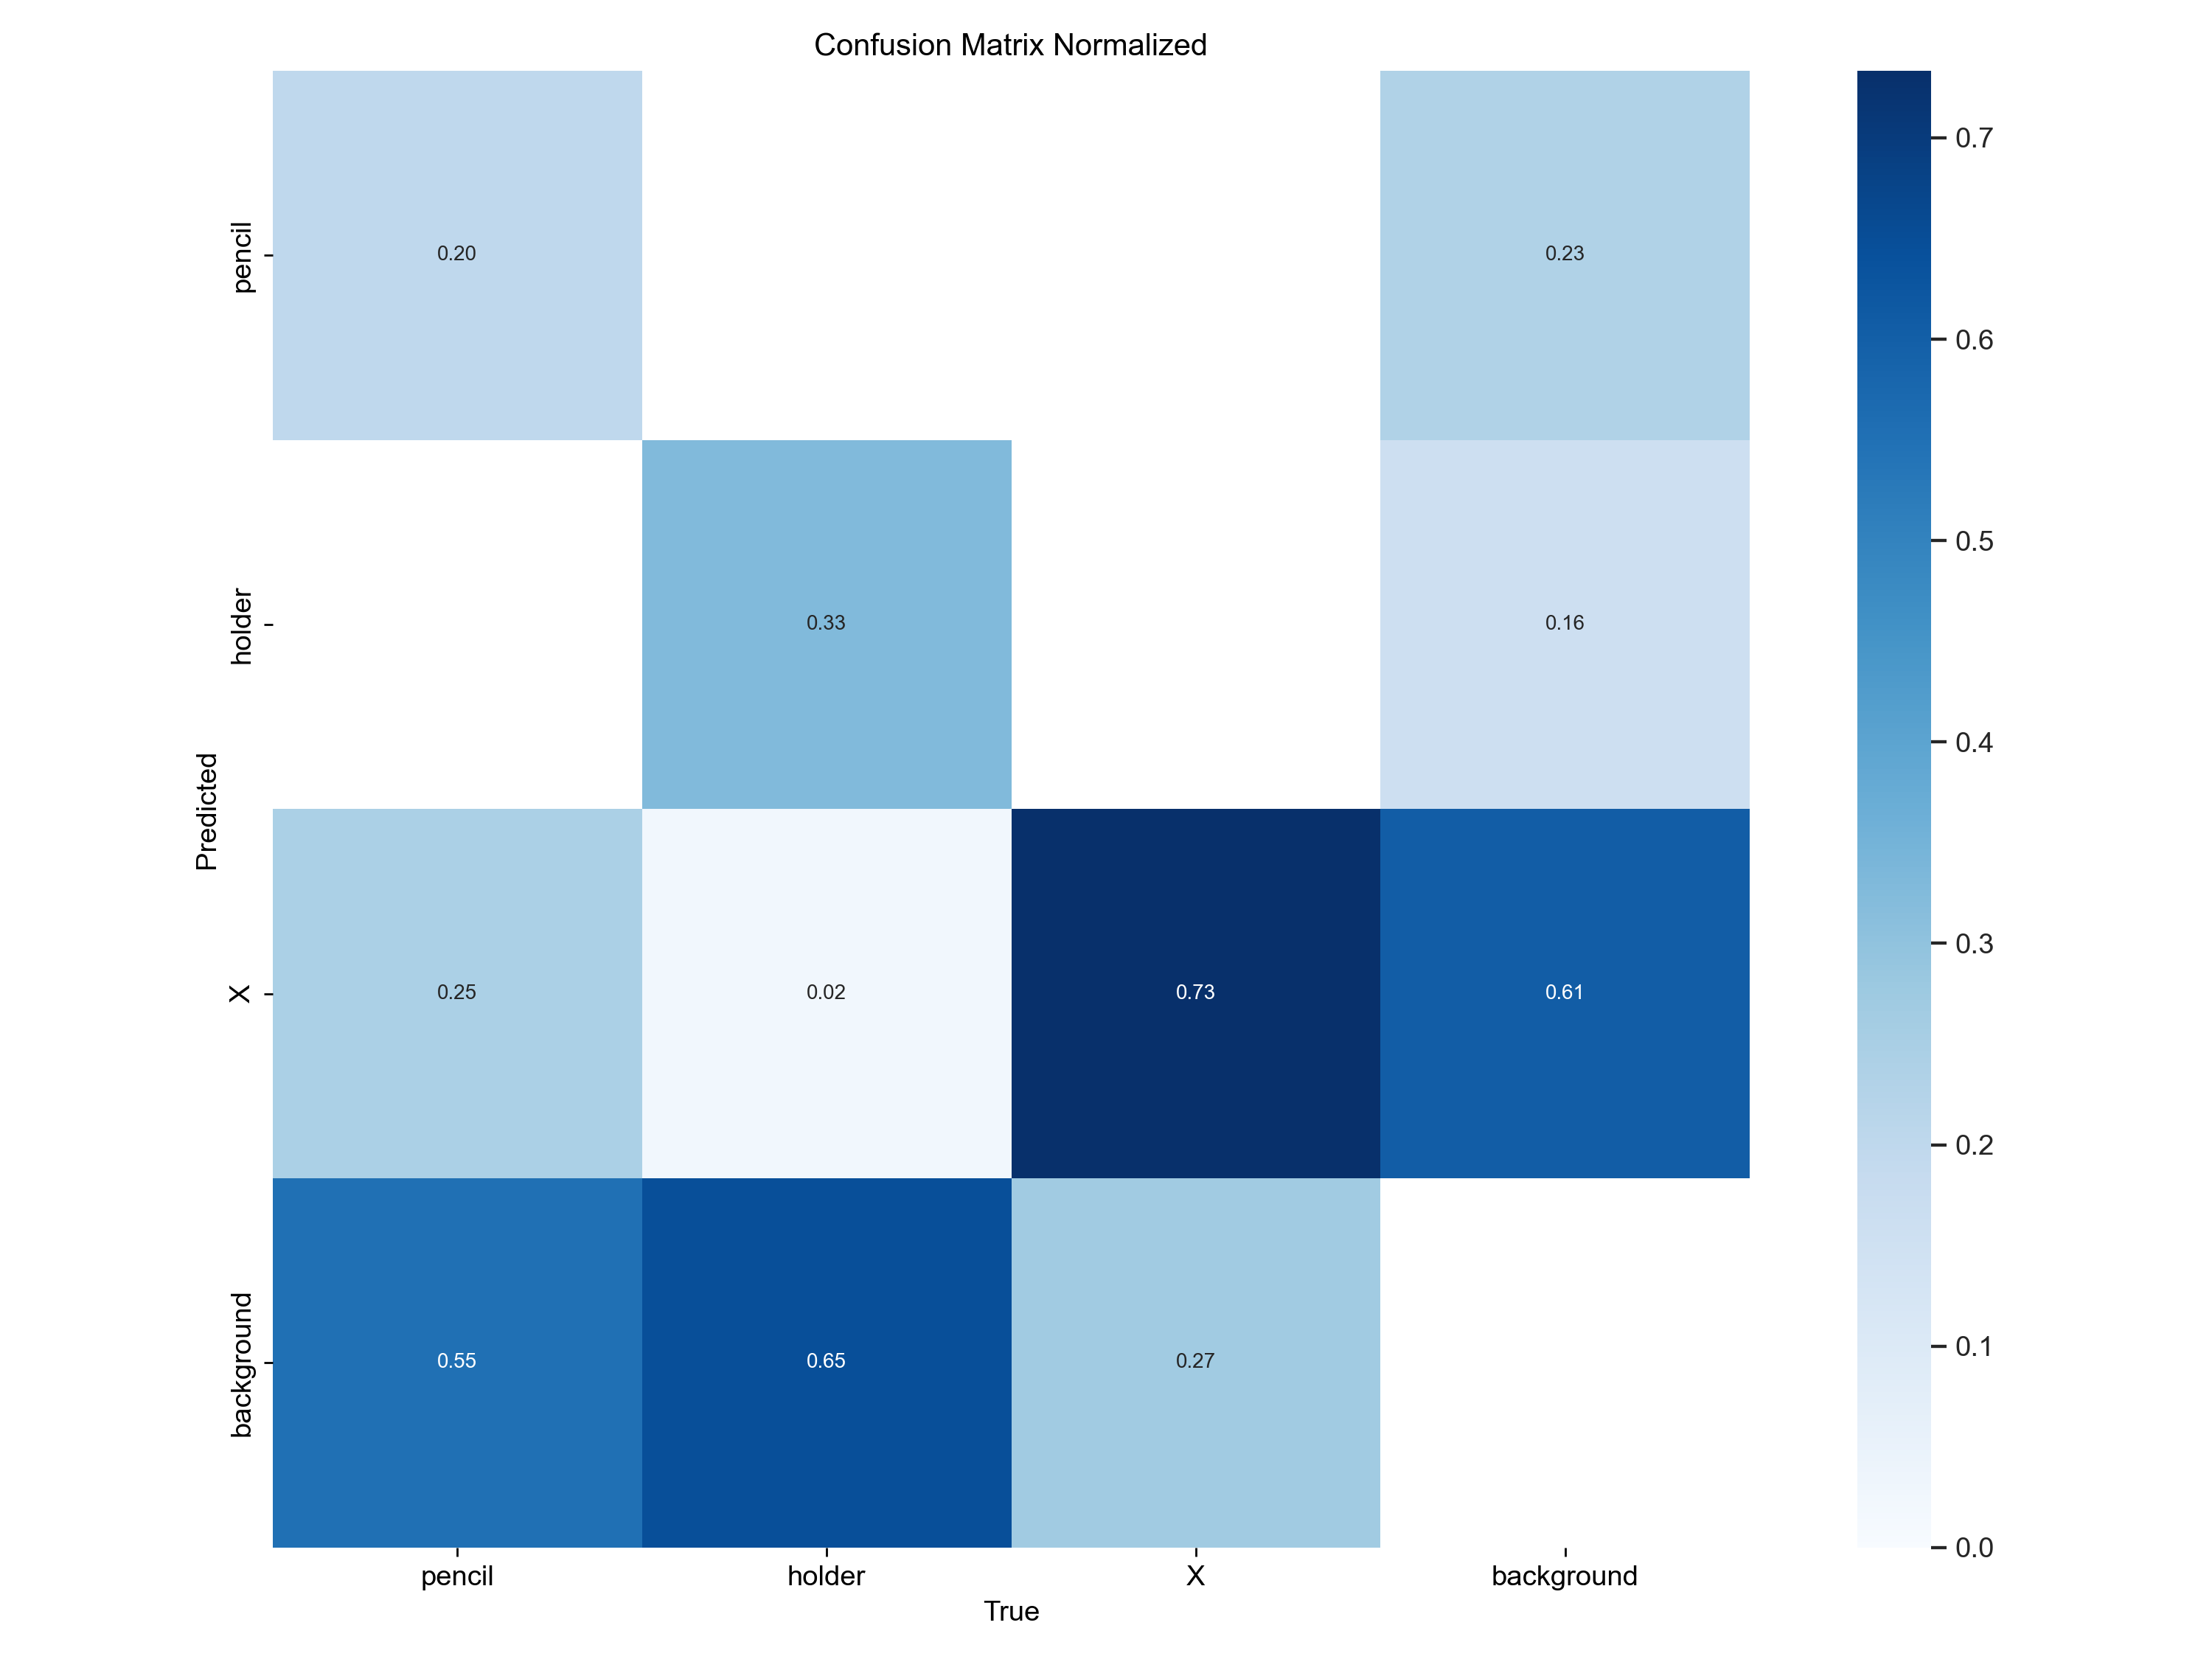 Confusion Matrix Normalized
pencil
0.20
0.23
holder
0.33
0.16
X
0.25
0.02
0.73
0.61
background
0.55
0.65
0.27
Predicted
pencil
holder
X
background
True
0.7
0.6
0.5
0.4
0.3
0.2
0.1
0.0